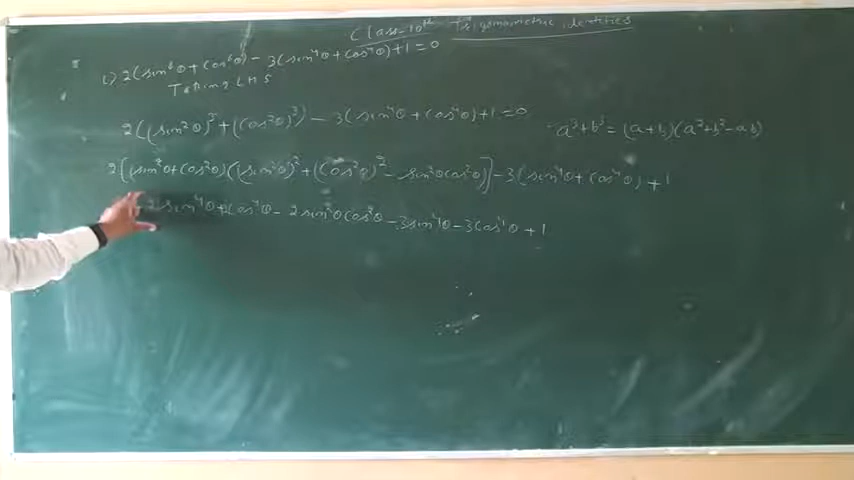 Class-10th Trigonometric identities
1) 2(sin⁶θ+cos⁶θ) - 3(sin⁴θ+cos⁴θ)+1=0
Taking LHS
2((sin²θ)³+(cos²θ)³) - 3(sin⁴θ+cos⁴θ)+1=0
a³+b³=(a+b)(a²+b²-ab)
2[(sin²θ+cos²θ)((sin²θ)²+(cos²θ)²-sin²θcos²θ)]-3(sin⁴θ+cos⁴θ)+1
2sin⁴θ+2cos⁴θ-2sin²θcos²θ-3sin⁴θ-3cos⁴θ+1